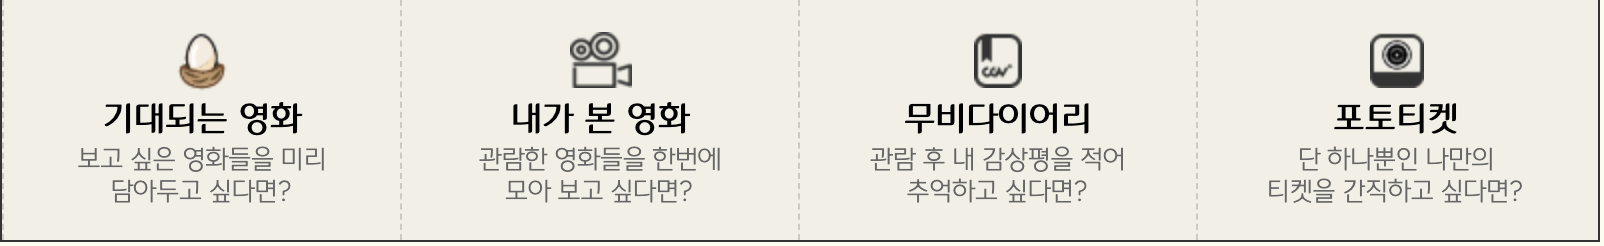 기대되는 영화
보고 싶은 영화들을 미리
담아두고 싶다면?
내가 본 영화
관람한 영화들을 한번에
모아 보고 싶다면?
CGV
무비다이어리
관람 후 내 감상평을 적어
추억하고 싶다면?
포토티켓
단 하나뿐인 나만의
티켓을 간직하고 싶다면?